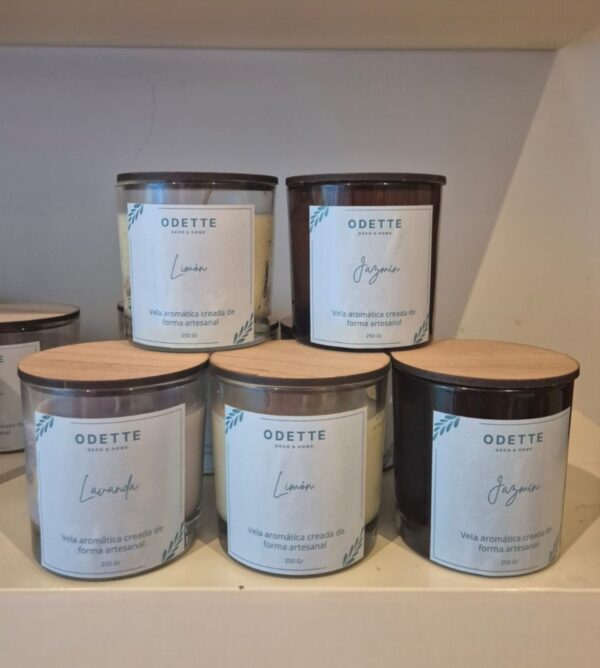 ODETTE
DECO & HOME
Limón
Vela aromática creada de
forma artesanal
250 Gr
ODETTE
DECO & HOME
Jazmín
Vela aromática creada de
forma artesanal
250 Gr
ODETTE
DECO & HOME
Lavanda
Vela aromática creada de
forma artesanal
250 Gr
ODETTE
DECO & HOME
Limón
Vela aromática creada de
forma artesanal
250 Gr
ODETTE
DECO & HOME
Jazmín
Vela aromática creada de
forma artesanal
250 Gr